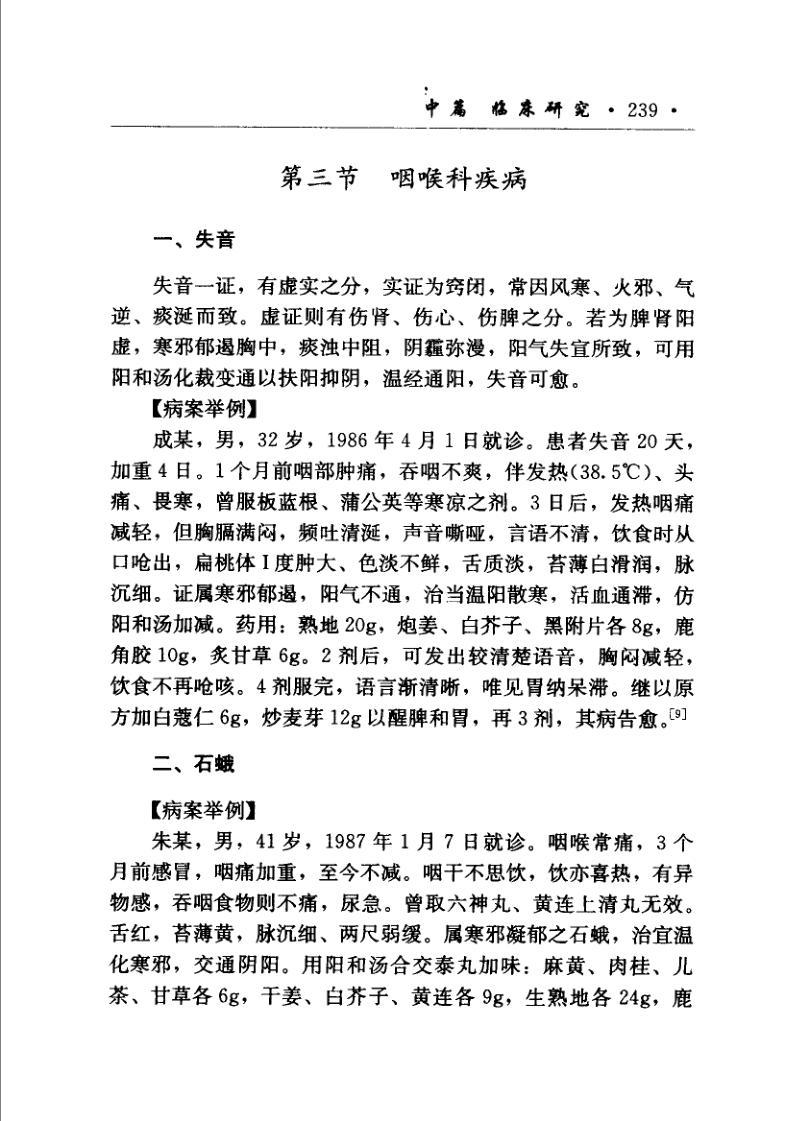 中篇 临床研究 · 239 ·
第三节 咽喉科疾病
一、失音
失音一证，有虚实之分，实证为窍闭，常因风寒、火邪、气
逆、痰涎而致。虚证则有伤肾、伤心、伤脾之分。若为脾肾阳
虚，寒邪郁遏胸中，痰浊中阻，阴霾弥漫，阳气失宣所致，可用
阳和汤化裁变通以扶阳抑阴，温经通阳，失音可愈。
【病案举例】
成某，男，32岁，1986年4月1日就诊。患者失音20天，
加重4日。1个月前咽部肿痛，吞咽不爽，伴发热(38.5℃)、头
痛、畏寒，曾服板蓝根、蒲公英等寒凉之剂。3日后，发热咽痛
减轻，但胸膈满闷，频吐清涎，声音嘶哑，言语不清，饮食时从
口呛出，扁桃体Ⅰ度肿大、色淡不鲜，舌质淡，苔薄白滑润，脉
沉细。证属寒邪郁遏，阳气不通，治当温阳散寒，活血通滞，仿
阳和汤加减。药用：熟地20g，炮姜、白芥子、黑附片各8g，鹿
角胶10g，炙甘草6g。2剂后，可发出较清楚语音，胸闷减轻，
饮食不再呛咳。4剂服完，语言渐清晰，唯见胃纳呆滞。继以原
方加白蔻仁6g，炒麦芽12g以醒脾和胃，再3剂，其病告愈。[9]
二、石蛾
【病案举例】
朱某，男，41岁，1987年1月7日就诊。咽喉常痛，3个
月前感冒，咽痛加重，至今不减。咽干不思饮，饮亦喜热，有异
物感，吞咽食物则不痛，尿急。曾取六神丸、黄连上清丸无效。
舌红，苔薄黄，脉沉细、两尺弱缓。属寒邪凝郁之石蛾，治宜温
化寒邪，交通阴阳。用阳和汤合交泰丸加味：麻黄、肉桂、儿
茶、甘草各6g，干姜、白芥子、黄连各9g，生熟地各24g，鹿